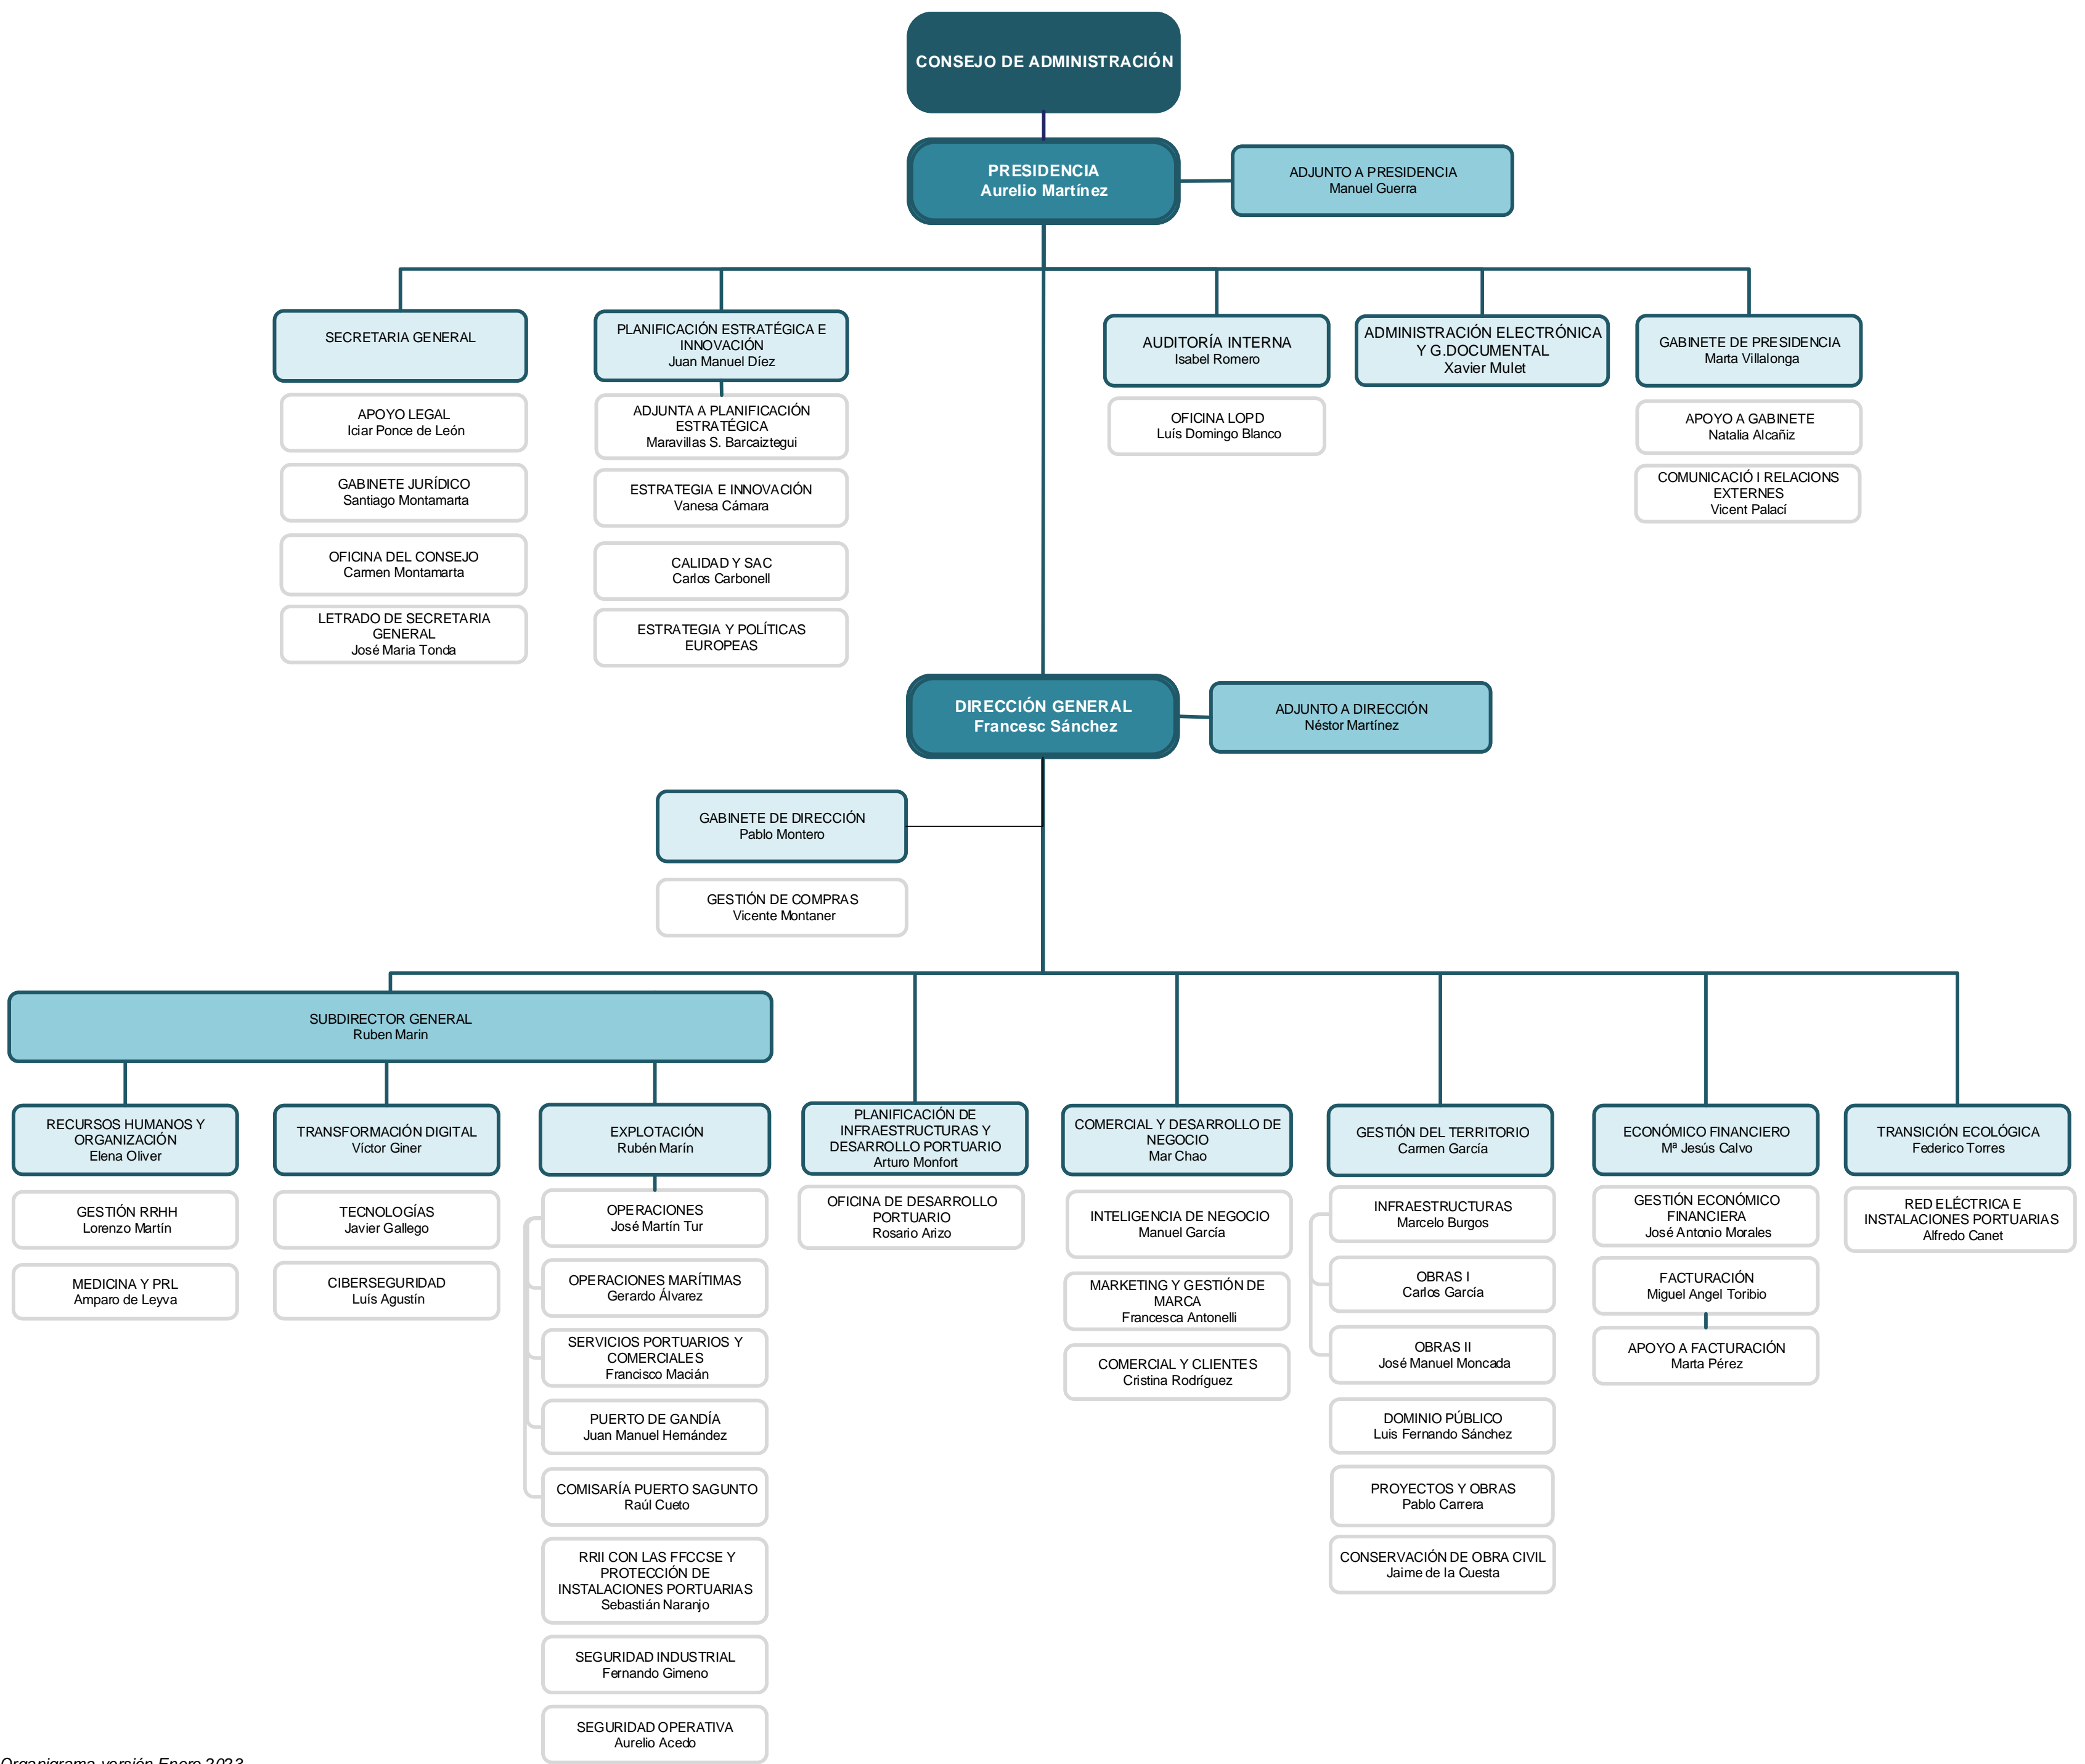 CONSEJO DE ADMINISTRACIÓN
PRESIDENCIA
Aurelio Martínez
ADJUNTO A PRESIDENCIA
Manuel Guerra
SECRETARIA GENERAL
APOYO LEGAL
Iciar Ponce de León
GABINETE JURÍDICO
Santiago Montamarta
OFICINA DEL CONSEJO
Carmen Montamarta
LETRADO DE SECRETARIA
GENERAL
José Maria Tonda
PLANIFICACIÓN ESTRATÉGICA E
INNOVACIÓN
Juan Manuel Díez
ADJUNTA A PLANIFICACIÓN
ESTRATÉGICA
Maravillas S. Barcaiztegui
ESTRATEGIA E INNOVACIÓN
Vanesa Cámara
CALIDAD Y SAC
Carlos Carbonell
ESTRATEGIA Y POLÍTICAS
EUROPEAS
AUDITORÍA INTERNA
Isabel Romero
OFICINA LOPD
Luís Domingo Blanco
ADMINISTRACIÓN ELECTRÓNICA
Y G.DOCUMENTAL
Xavier Mulet
GABINETE DE PRESIDENCIA
Marta Villalonga
APOYO A GABINETE
Natalia Alcañiz
COMUNICACIÓ I RELACIONS
EXTERNES
Vicent Palací
DIRECCIÓN GENERAL
Francesc Sánchez
ADJUNTO A DIRECCIÓN
Néstor Martínez
GABINETE DE DIRECCIÓN
Pablo Montero
GESTIÓN DE COMPRAS
Vicente Montaner
SUBDIRECTOR GENERAL
Ruben Marin
RECURSOS HUMANOS Y
ORGANIZACIÓN
Elena Oliver
GESTIÓN RRHH
Lorenzo Martín
MEDICINA Y PRL
Amparo de Leyva
TRANSFORMACIÓN DIGITAL
Víctor Giner
TECNOLOGÍAS
Javier Gallego
CIBERSEGURIDAD
Luís Agustín
EXPLOTACIÓN
Rubén Marín
OPERACIONES
José Martín Tur
OPERACIONES MARÍTIMAS
Gerardo Álvarez
SERVICIOS PORTUARIOS Y
COMERCIALES
Francisco Macián
PUERTO DE GANDÍA
Juan Manuel Hernández
COMISARÍA PUERTO SAGUNTO
Raúl Cueto
RRII CON LAS FFCCSE Y
PROTECCIÓN DE
INSTALACIONES PORTUARIAS
Sebastián Naranjo
SEGURIDAD INDUSTRIAL
Fernando Gimeno
SEGURIDAD OPERATIVA
Aurelio Acedo
PLANIFICACIÓN DE
INFRAESTRUCTURAS Y
DESARROLLO PORTUARIO
Arturo Monfort
OFICINA DE DESARROLLO
PORTUARIO
Rosario Arizo
COMERCIAL Y DESARROLLO DE
NEGOCIO
Mar Chao
INTELIGENCIA DE NEGOCIO
Manuel García
MARKETING Y GESTIÓN DE
MARCA
Francesca Antonelli
COMERCIAL Y CLIENTES
Cristina Rodríguez
GESTIÓN DEL TERRITORIO
Carmen García
INFRAESTRUCTURAS
Marcelo Burgos
OBRAS I
Carlos García
OBRAS II
José Manuel Moncada
DOMINIO PÚBLICO
Luis Fernando Sánchez
PROYECTOS Y OBRAS
Pablo Carrera
CONSERVACIÓN DE OBRA CIVIL
Jaime de la Cuesta
ECONÓMICO FINANCIERO
Mª Jesús Calvo
GESTIÓN ECONÓMICO
FINANCIERA
José Antonio Morales
FACTURACIÓN
Miguel Angel Toribio
APOYO A FACTURACIÓN
Marta Pérez
TRANSICIÓN ECOLÓGICA
Federico Torres
RED ELÉCTRICA E
INSTALACIONES PORTUARIAS
Alfredo Canet
Organigrama versión Enero 2023